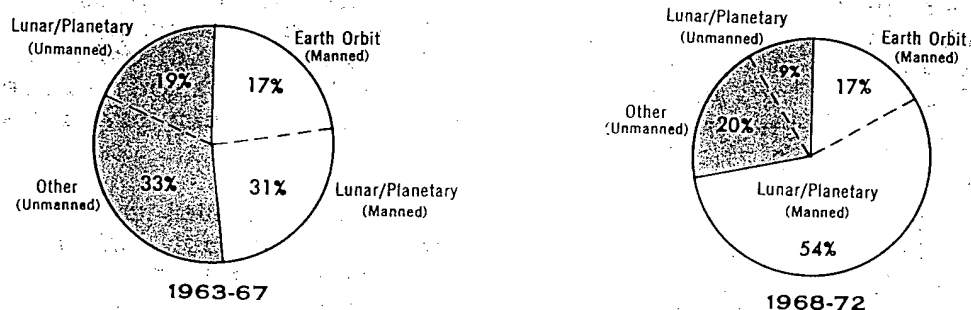 Lunar/Planetary
(Unmanned)
Earth Orbit
(Manned)
19%
17%
33%
31%
Other
(Unmanned)
Lunar/Planetary
(Manned)
1963-67
Lunar/Planetary
(Unmanned)
Earth Orbit
(Manned)
9%
17%
Other
(Unmanned)
20%
Lunar/Planetary
(Manned)
54%
1968-72